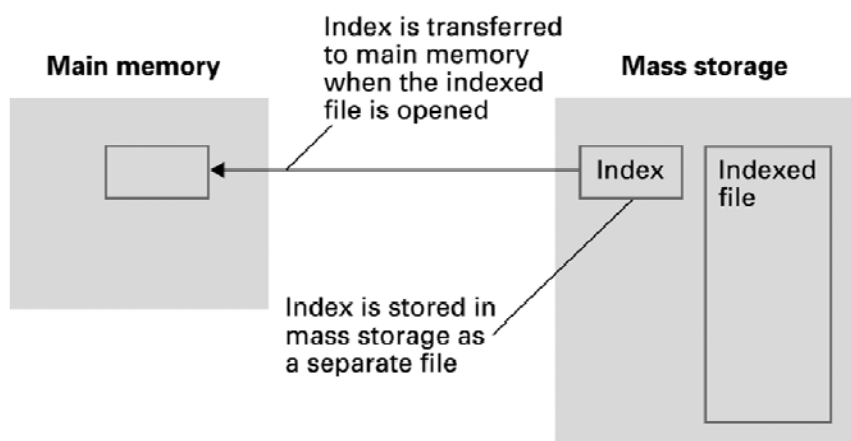 Index is transferred
to main memory
when the indexed
file is opened
Main memory
Mass storage
Index
Indexed
file
Index is stored in
mass storage as
a separate file